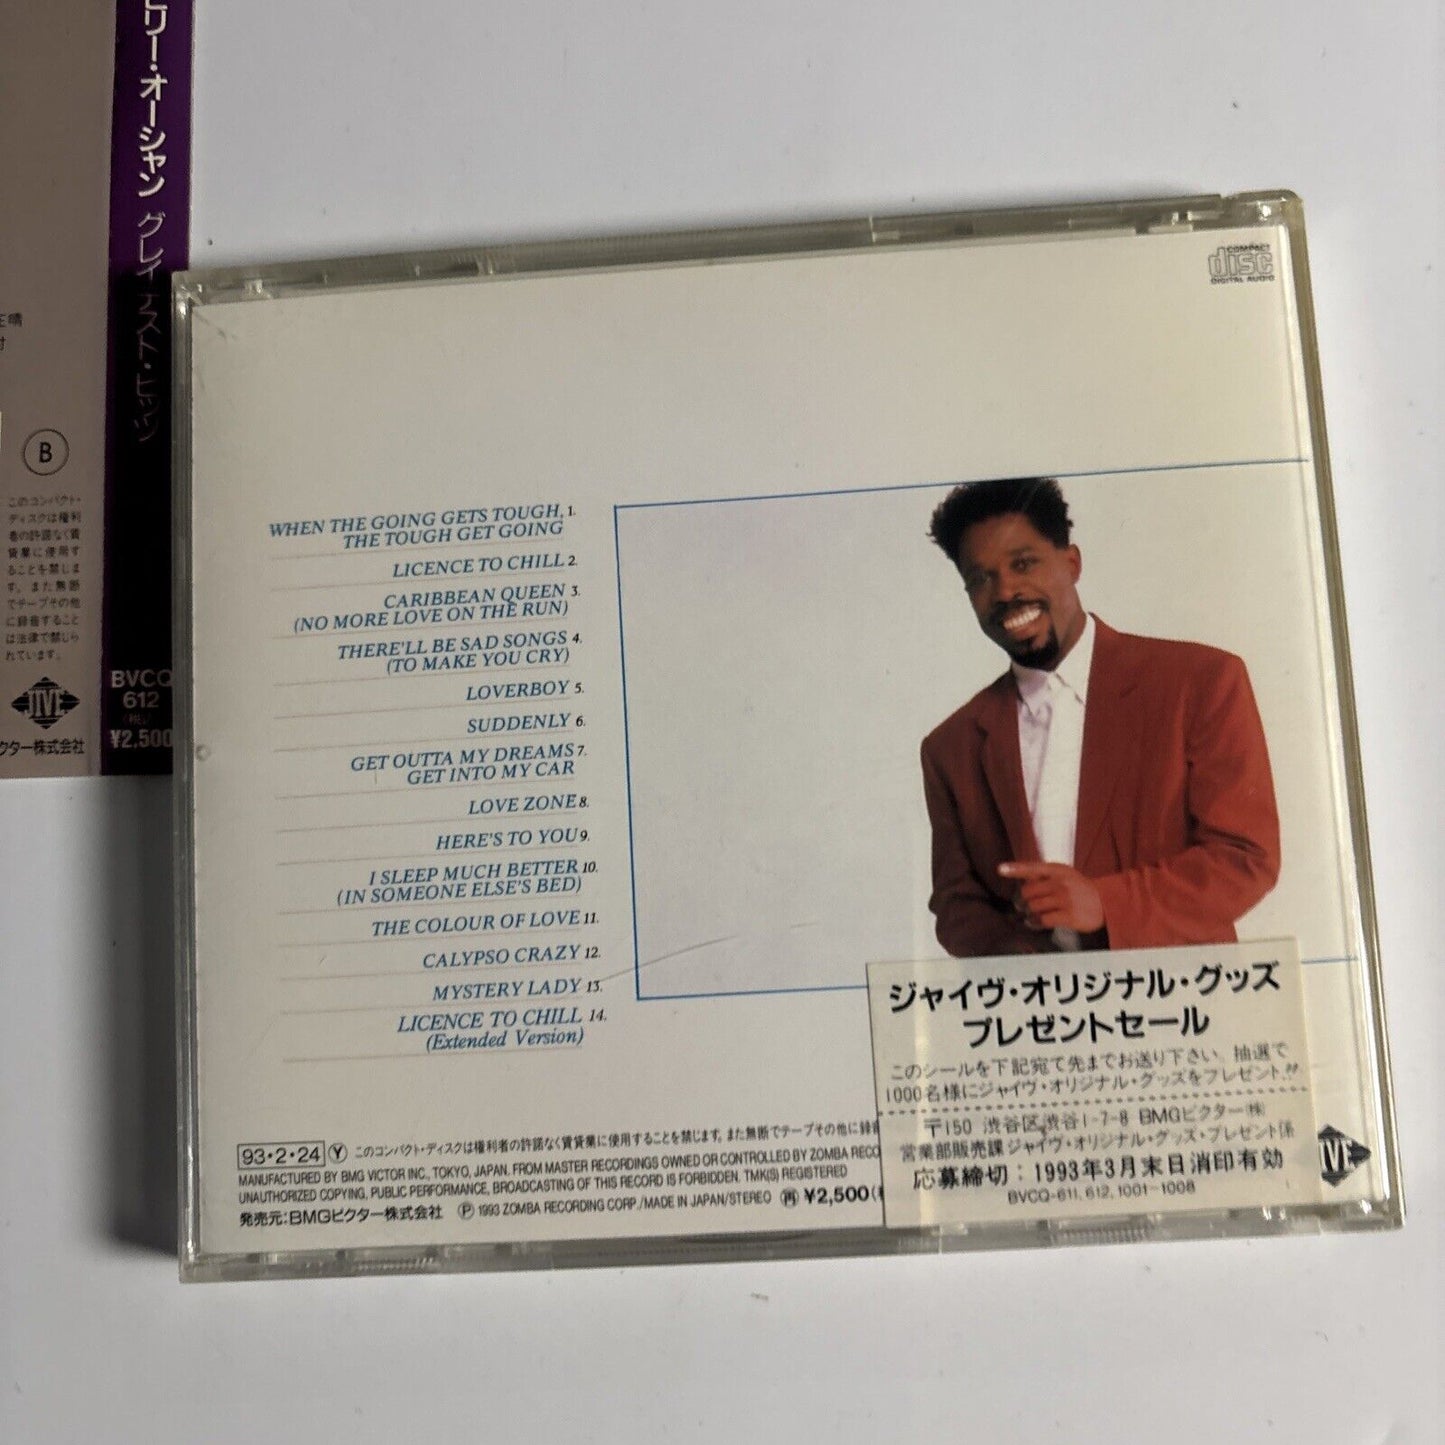 リー・オーシャン グレイテスト・ヒッツ
正晴
B
このコンパクト・
ディスクは権利
者の許諾なく賃
貸業に使用す
ることを禁じま
す。また無断
でテープその他
に録音すること
は法律で禁じら
れています。
JIVE
クター株式会社
BVCQ
612
(税)
¥2,500
COMPACT
disc
DIGITAL AUDIO
WHEN THE GOING GETS TOUGH, 1.
THE TOUGH GET GOING
LICENCE TO CHILL 2.
CARIBBEAN QUEEN 3.
(NO MORE LOVE ON THE RUN)
THERE'LL BE SAD SONGS 4.
(TO MAKE YOU CRY)
LOVERBOY 5.
SUDDENLY 6.
GET OUTTA MY DREAMS 7.
GET INTO MY CAR
LOVE ZONE 8.
HERE'S TO YOU 9.
I SLEEP MUCH BETTER 10.
(IN SOMEONE ELSE'S BED)
THE COLOUR OF LOVE 11.
CALYPSO CRAZY 12.
MYSTERY LADY 13.
LICENCE TO CHILL 14.
(Extended Version)
ジャイヴ・オリジナル・グッズ
プレゼントセール
このシールを下記宛て先までお送り下さい。抽選で
1000名様にジャイヴ・オリジナル・グッズをプレゼント!!
〒150 渋谷区渋谷1-7-8 BMGビクター㈱
営業部販売課 ジャイヴ・オリジナル・グッズ・プレゼント係
応募締切:1993年3月末日消印有効
BVCQ-611, 612, 1001~1008
93・2・24 Y このコンパクト・ディスクは権利者の許諾なく賃貸業に使用することを禁じます。また無断でテープその他に録音
MANUFACTURED BY BMG VICTOR INC., TOKYO, JAPAN. FROM MASTER RECORDINGS OWNED OR CONTROLLED BY ZOMBA RECO
UNAUTHORIZED COPYING, PUBLIC PERFORMANCE, BROADCASTING OF THIS RECORD IS FORBIDDEN. TMK(S) REGISTERED
発売元:BMGビクター株式会社 Ⓟ 1993 ZOMBA RECORDING CORP./MADE IN JAPAN/STEREO 再 ¥2,500
IVE